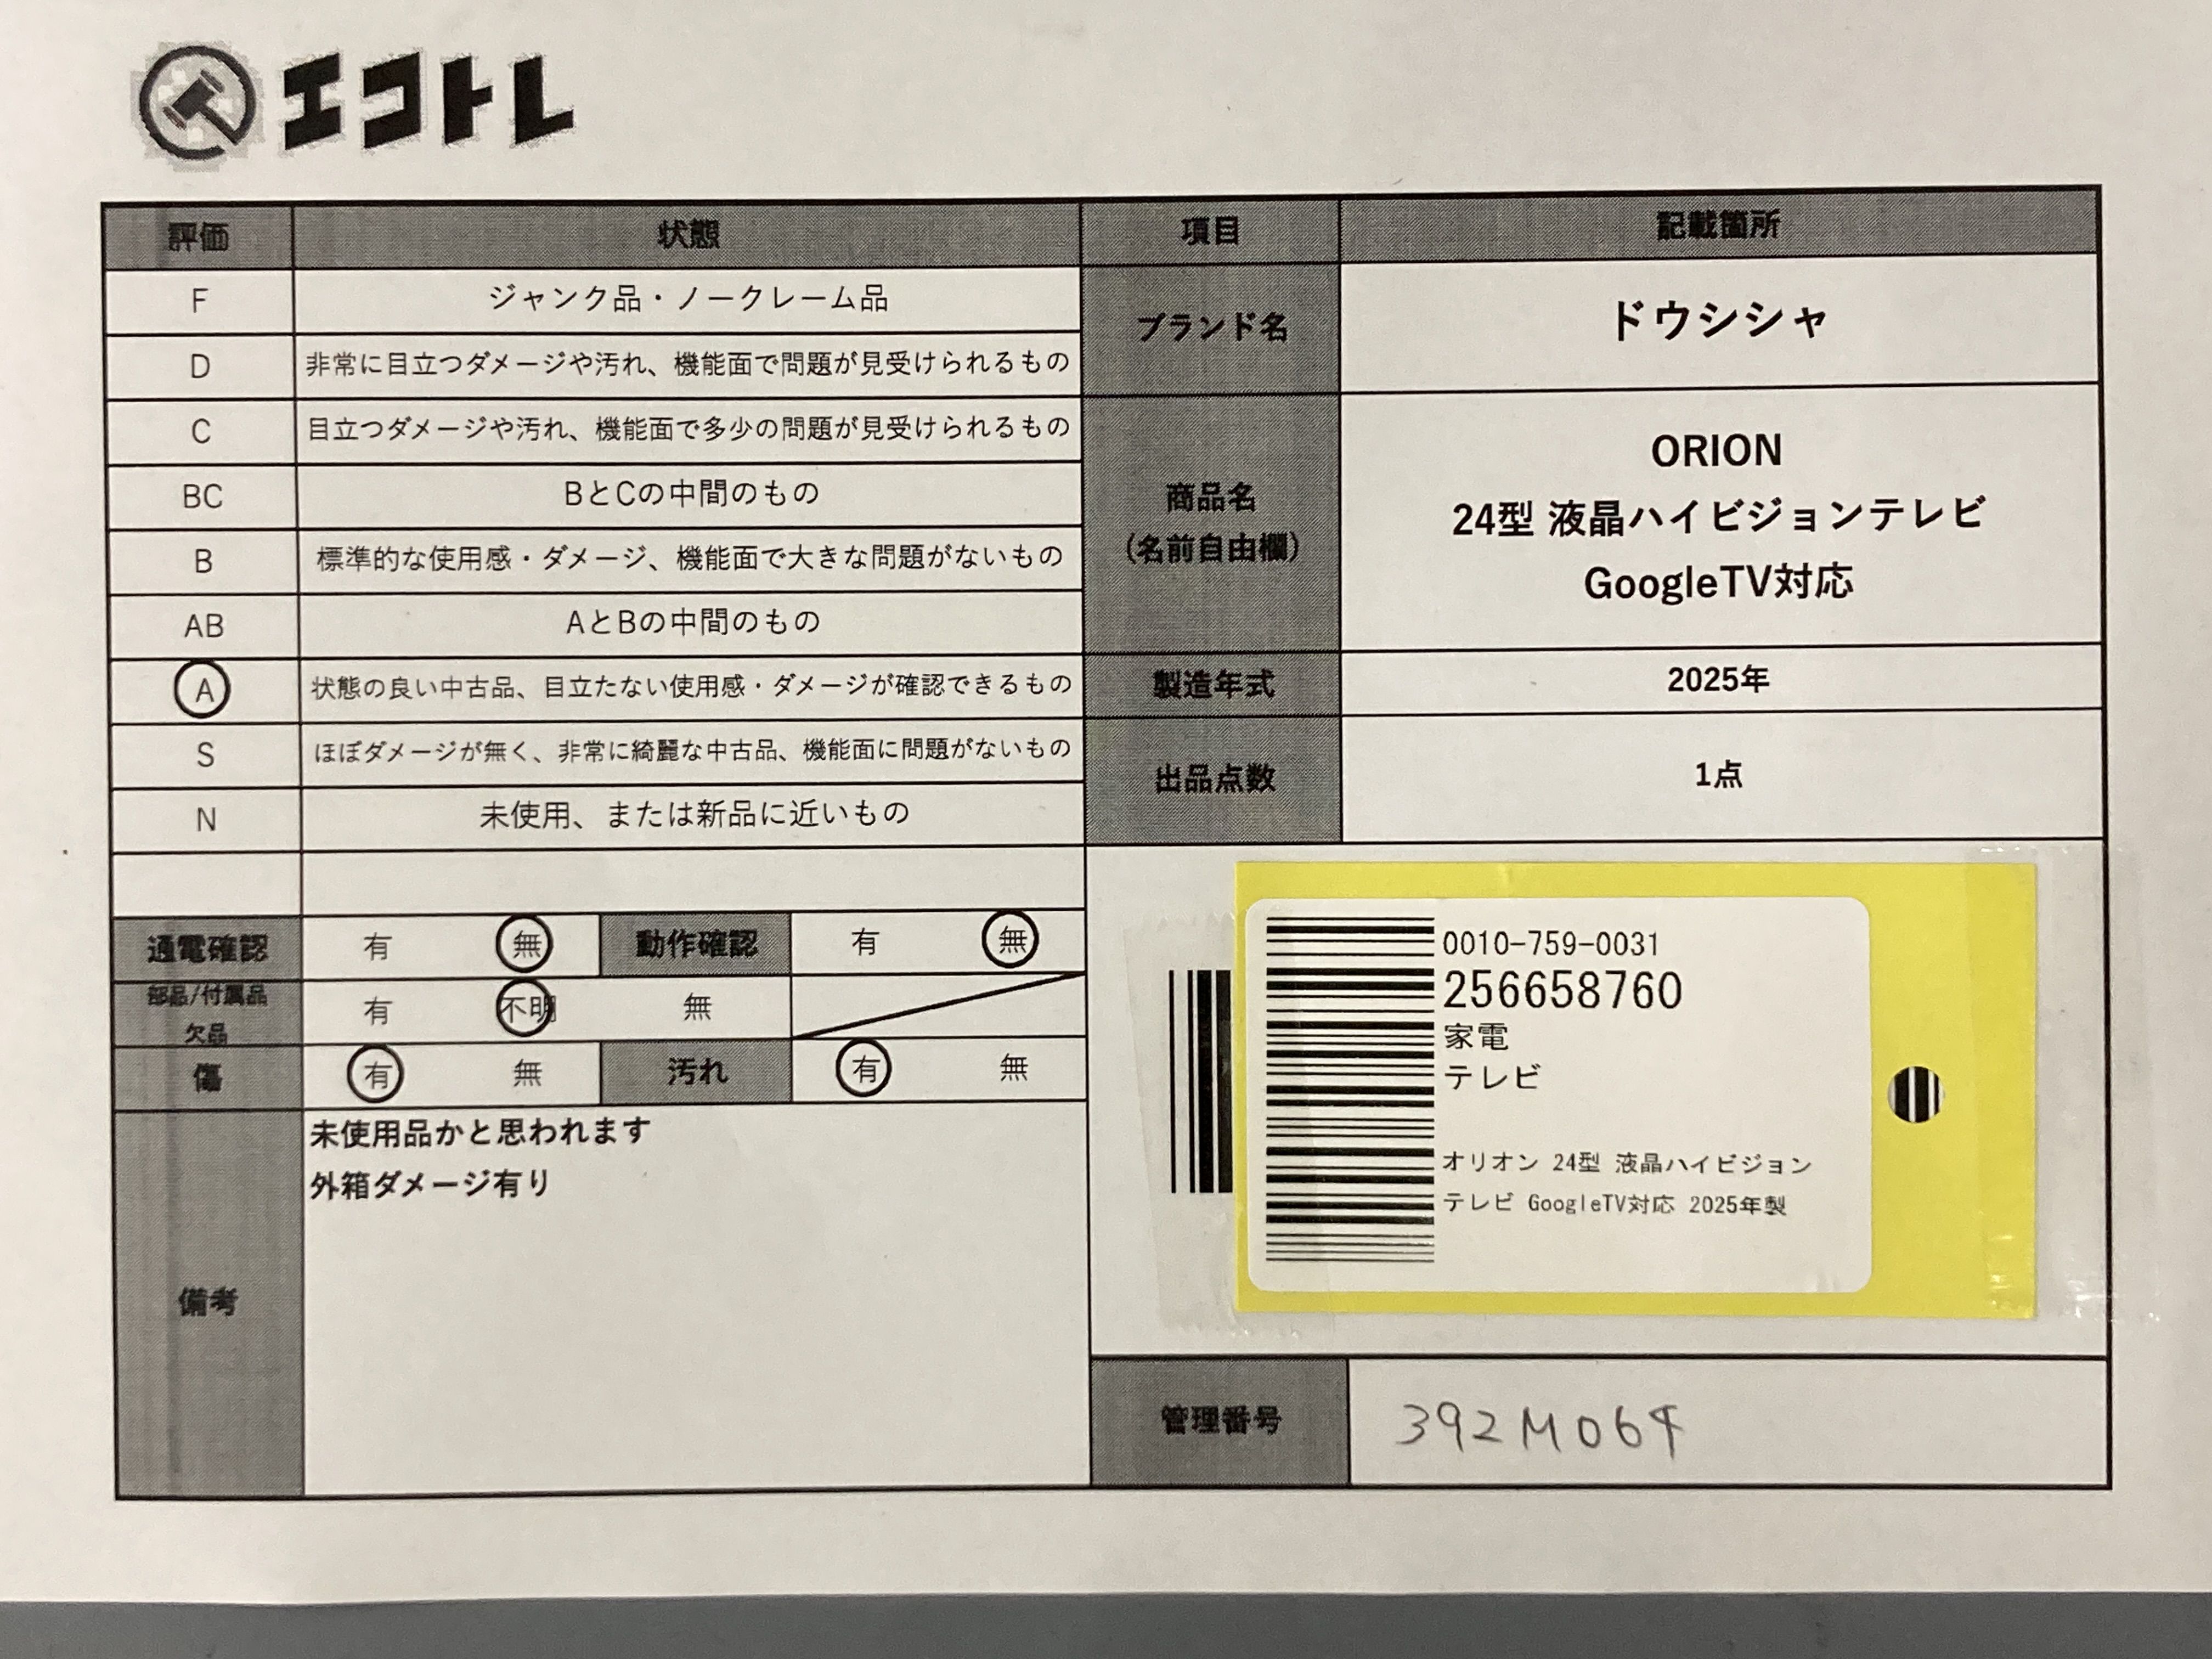 エコトレ
評価 状態 項目 記載箇所
F ジャンク品・ノークレーム品
D 非常に目立つダメージや汚れ、機能面で問題が見受けられるもの
C 目立つダメージや汚れ、機能面で多少の問題が見受けられるもの
BC BとCの中間のもの
B 標準的な使用感・ダメージ、機能面で大きな問題がないもの
AB AとBの中間のもの
A 状態の良い中古品、目立たない使用感・ダメージが確認できるもの
S ほぼダメージが無く、非常に綺麗な中古品、機能面に問題がないもの
N 未使用、または新品に近いもの
ブランド名 ドウシシャ
商品名
(名前自由欄)
ORION
24型 液晶ハイビジョンテレビ
GoogleTV対応
製造年式 2025年
出品点数 1点
通電確認 有 無 動作確認 有 無
部品/付属品
欠品
有 不明 無
傷 有 無 汚れ 有 無
備考
未使用品かと思われます
外箱ダメージ有り
0010-759-0031
256658760
家電
テレビ
オリオン 24型 液晶ハイビジョン
テレビ GoogleTV対応 2025年製
管理番号 392M064